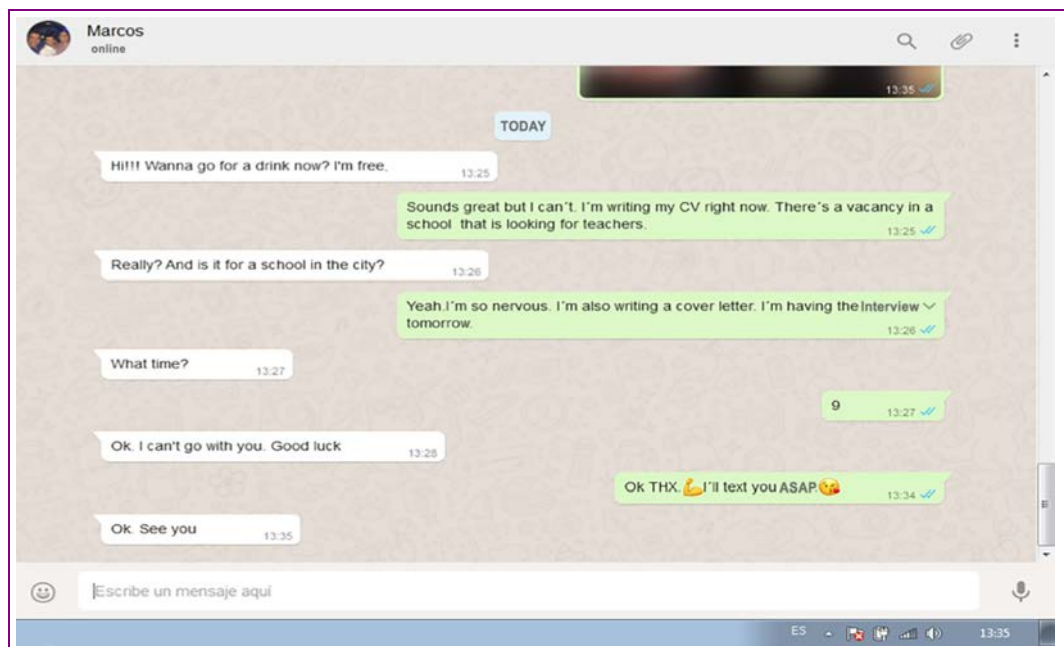 Marcos
online
13:35
TODAY
Hi!!! Wanna go for a drink now? I'm free.
13:25
Sounds great but I can´t. I´m writing my CV right now. There´s a vacancy in a
school that is looking for teachers.
13:25
Really? And is it for a school in the city?
13:26
Yeah.I´m so nervous. I´m also writing a cover letter. I´m having the Interview
tomorrow.
13:26
What time?
13:27
9
13:27
Ok. I can't go with you. Good luck
13:28
Ok THX.💪I´ll text you ASAP.😘
13:34
Ok. See you
13:35
Escribe un mensaje aquí
ES
13:35